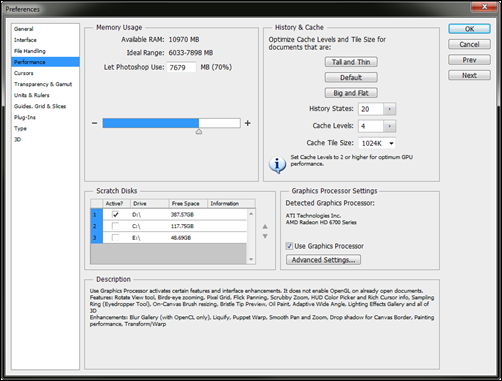 Preferences
General
Interface
File Handling
Performance
Cursors
Transparency & Gamut
Units & Rulers
Guides, Grid & Slices
Plug-Ins
Type
3D
Memory Usage
Available RAM: 10970 MB
Ideal Range: 6033-7898 MB
Let Photoshop Use: 7679 MB (70%)
− +
History & Cache
Optimize Cache Levels and Tile Size for
documents that are:
Tall and Thin
Default
Big and Flat
History States: 20
Cache Levels: 4
Cache Tile Size: 1024K
Set Cache Levels to 2 or higher for optimum GPU
performance.
OK
Cancel
Prev
Next
Scratch Disks
Active? Drive Free Space Information
1 D:\ 387.57GB
2 C:\ 117.75GB
3 E:\ 48.69GB
Graphics Processor Settings
Detected Graphics Processor:
ATI Technologies Inc.
AMD Radeon HD 6700 Series
Use Graphics Processor
Advanced Settings...
Description
Use Graphics Processor activates certain features and interface enhancements. It does not enable OpenGL on already open documents.
Features: Rotate View tool, Birds-eye zooming, Pixel Grid, Flick Panning, Scrubby Zoom, HUD Color Picker and Rich Cursor info, Sampling
Ring (Eyedropper Tool), On-Canvas Brush resizing, Bristle Tip Preview, Oil Paint, Adaptive Wide Angle, Lighting Effects Gallery and all of
3D
Enhancements: Blur Gallery (with OpenCL only), Liquify, Puppet Warp, Smooth Pan and Zoom, Drop shadow for Canvas Border, Painting
performance, Transform/Warp